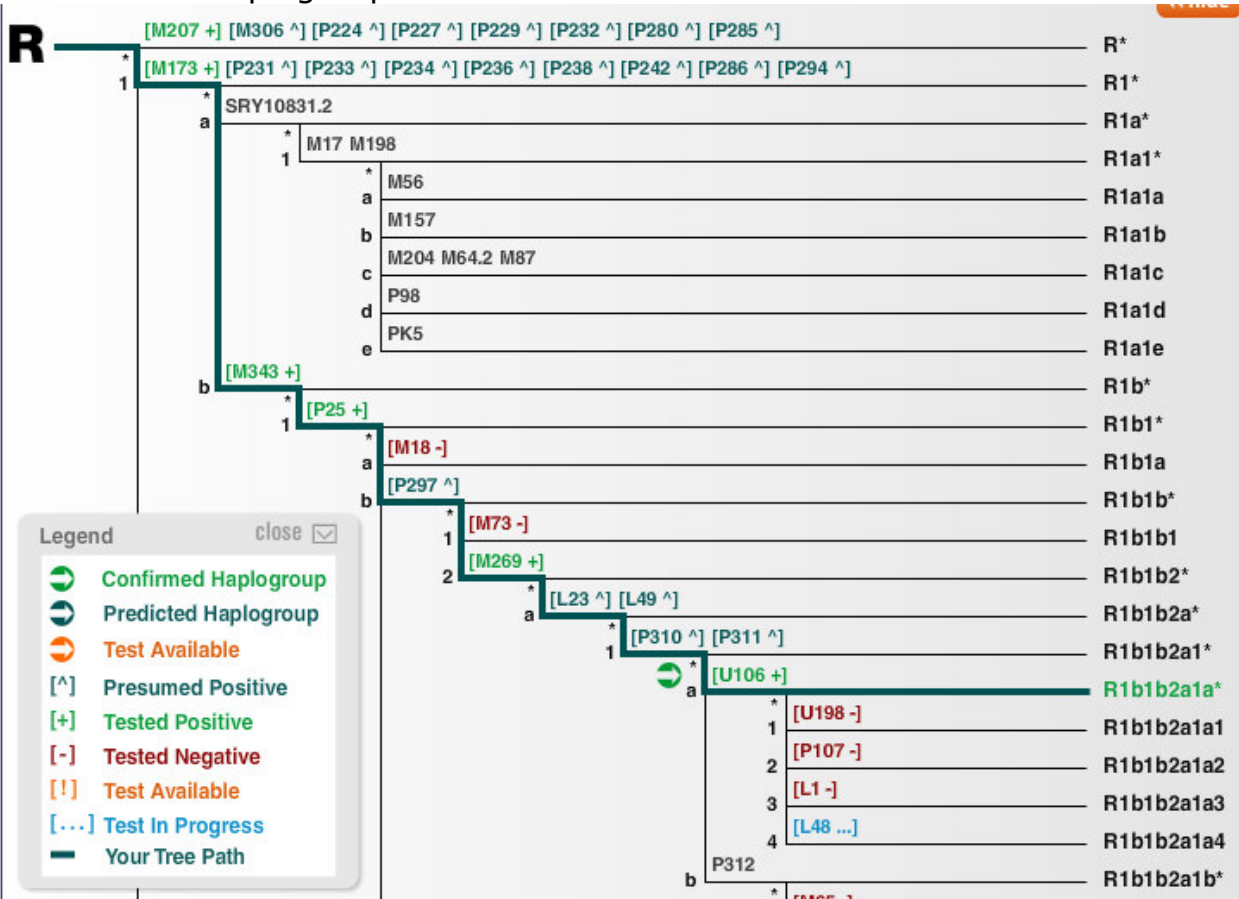 R
[M207 +] [M306 ^] [P224 ^] [P227 ^] [P229 ^] [P232 ^] [P280 ^] [P285 ^]
R*
*
1
[M173 +] [P231 ^] [P233 ^] [P234 ^] [P236 ^] [P238 ^] [P242 ^] [P286 ^] [P294 ^]
R1*
*
a
SRY10831.2
R1a*
*
1
M17 M198
R1a1*
*
a
M56
R1a1a
b
M157
R1a1b
c
M204 M64.2 M87
R1a1c
d
P98
R1a1d
e
PK5
R1a1e
b
[M343 +]
R1b*
*
1
[P25 +]
R1b1*
*
a
[M18 -]
R1b1a
b
[P297 ^]
R1b1b*
*
1
[M73 -]
R1b1b1
2
[M269 +]
R1b1b2*
*
a
[L23 ^] [L49 ^]
R1b1b2a*
*
1
[P310 ^] [P311 ^]
R1b1b2a1*
*
a
[U106 +]
R1b1b2a1a*
*
1
[U198 -]
R1b1b2a1a1
2
[P107 -]
R1b1b2a1a2
3
[L1 -]
R1b1b2a1a3
4
[L48 ...]
R1b1b2a1a4
b
P312
R1b1b2a1b*
*
Legend
close
Confirmed Haplogroup
Predicted Haplogroup
Test Available
[^] Presumed Positive
[+] Tested Positive
[-] Tested Negative
[!] Test Available
[...] Test In Progress
Your Tree Path